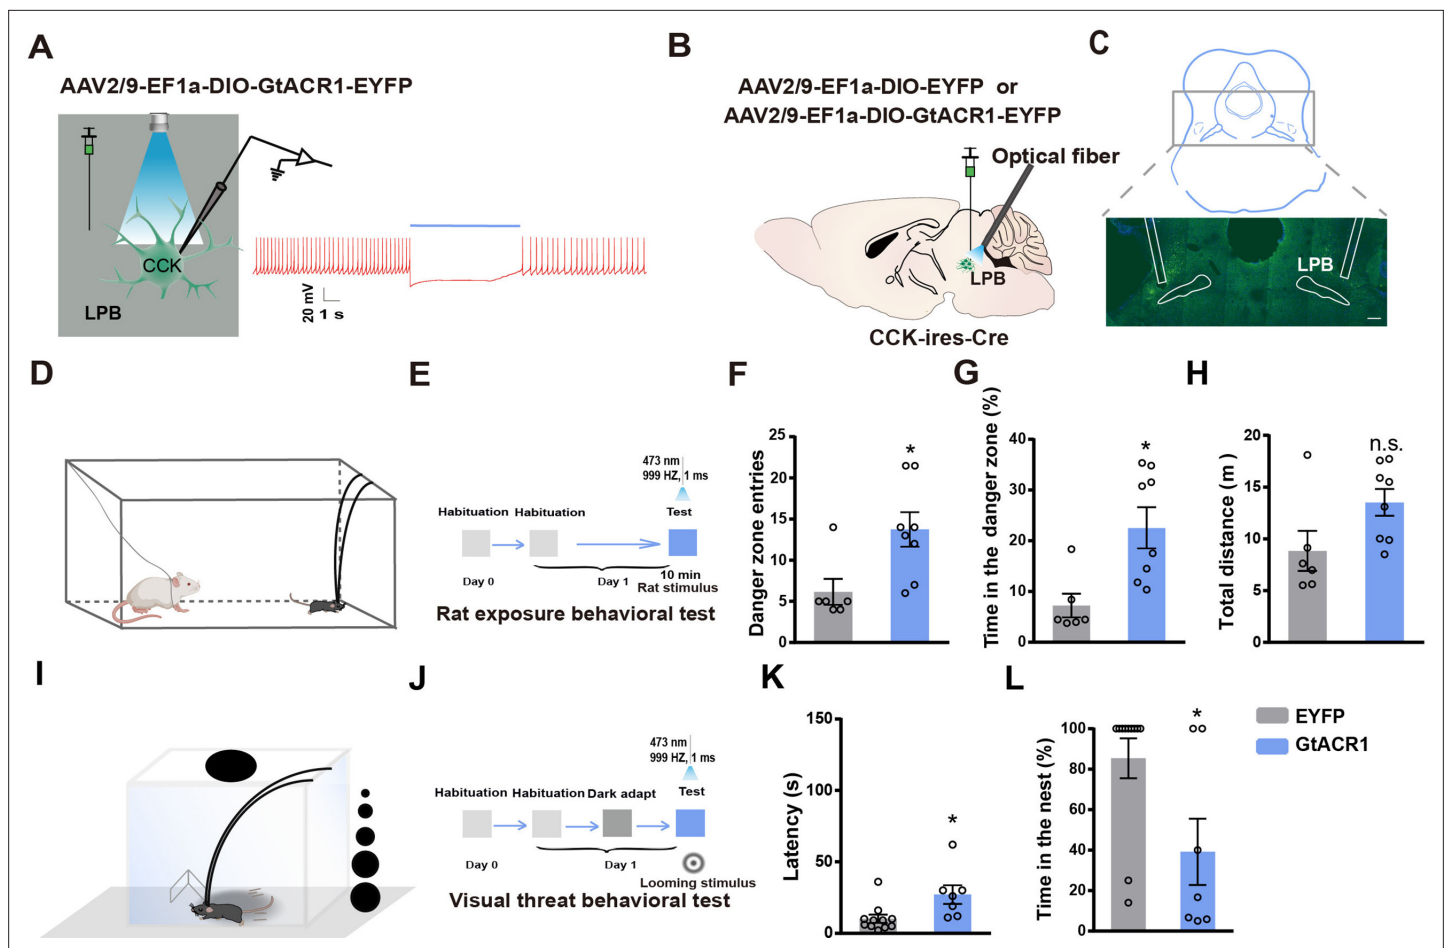 A
AAV2/9-EF1a-DIO-GtACR1-EYFP
CCK
LPB
20 mV
1 s
B
AAV2/9-EF1a-DIO-EYFP or
AAV2/9-EF1a-DIO-GtACR1-EYFP
Optical fiber
LPB
CCK-ires-Cre
C
LPB
D
E
473 nm
999 HZ, 1 ms
Habituation Habituation Test
Day 0 Day 1 10 min
Rat stimulus
Rat exposure behavioral test
F
Danger zone entries
25
20
15
10
5
0
*
G
Time in the danger zone (%)
40
30
20
10
0
*
H
Total distance (m )
20
15
10
5
0
n.s.
I
J
473 nm
999 HZ, 1 ms
Habituation Habituation Dark adapt Test
Day 0 Day 1
Looming stimulus
Visual threat behavioral test
K
Latency (s)
150
100
50
0
*
L
Time in the nest (%)
100
80
60
40
20
0
*
EYFP
GtACR1